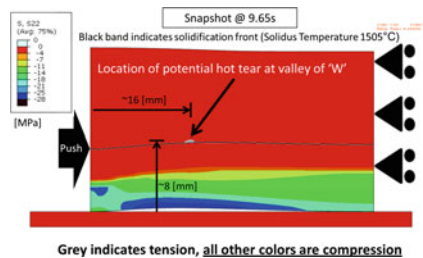 Snapshot @ 9.65s
S, S22
(Avg: 75%)
Black band indicates solidification front (Solidus Temperature 1505°C)
0
0
-4
-7
-11
-14
-18
-21
-25
-28
[MPa]
Location of potential hot tear at valley of 'W'
~16 [mm]
Push
~8 [mm]
Grey indicates tension, all other colors are compression